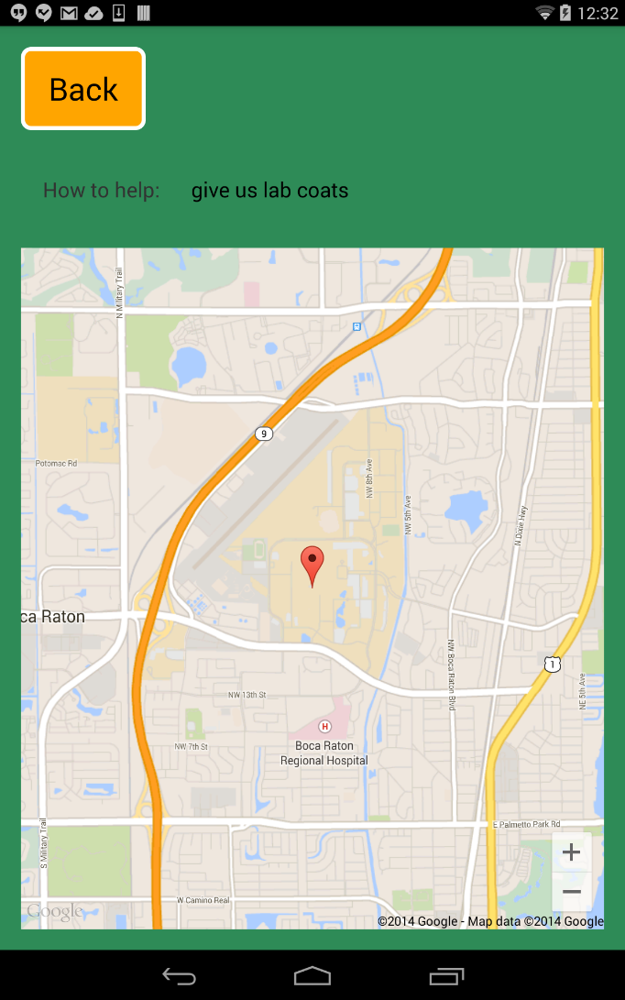 12:32
Back
How to help: give us lab coats
N Military Trail
9
Potomac Rd
NW 8th Ave
NW 5th Ave
N Dixie Hwy
ca Raton
NW Boca Raton Blvd
1
NE 5th Ave
NW 13th St
H
NW 7th St
Boca Raton
Regional Hospital
E Palmetto Park Rd
S Military Trail
+
−
W Camino Real
Google
©2014 Google - Map data ©2014 Google